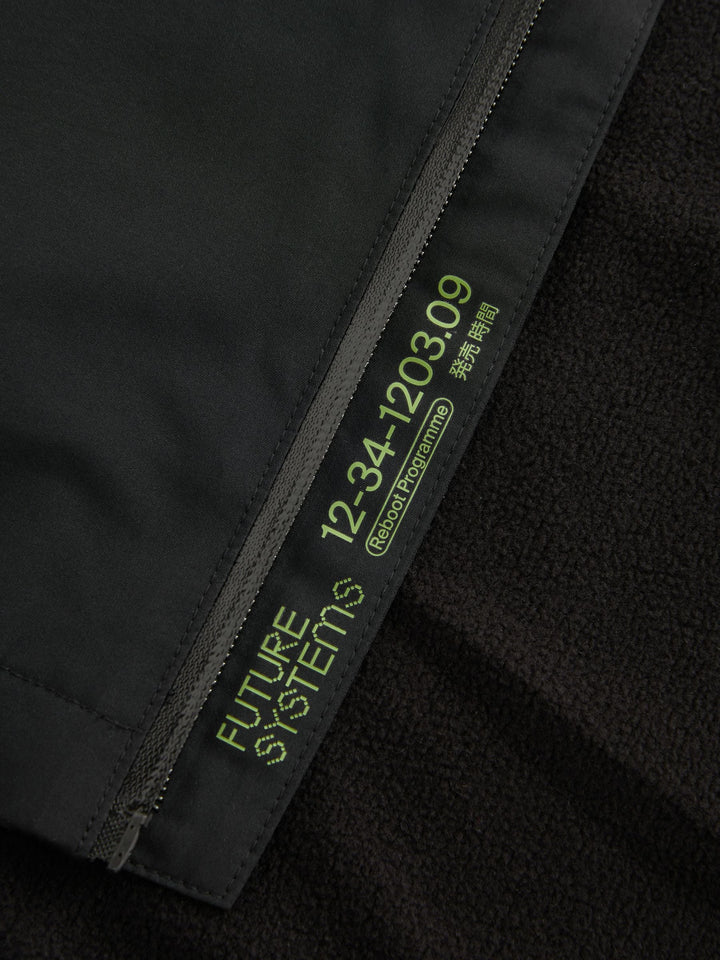 FUTURE
SYSTEMS
12-34-1203.09
Reboot Programme
発売 時間